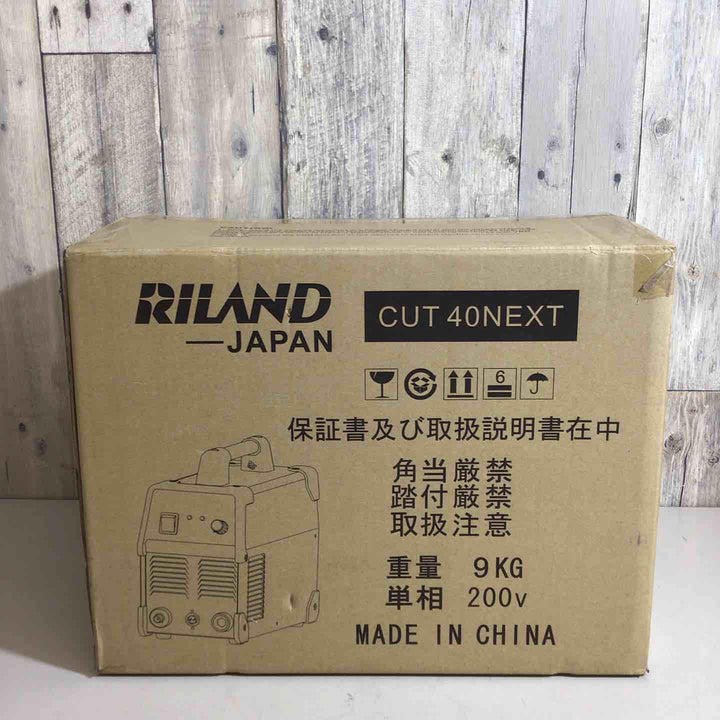 RILAND
—JAPAN
CUT 40NEXT
6
保証書及び取扱説明書在中
角当厳禁
踏付厳禁
取扱注意
重量 9KG
単相 200v
MADE IN CHINA